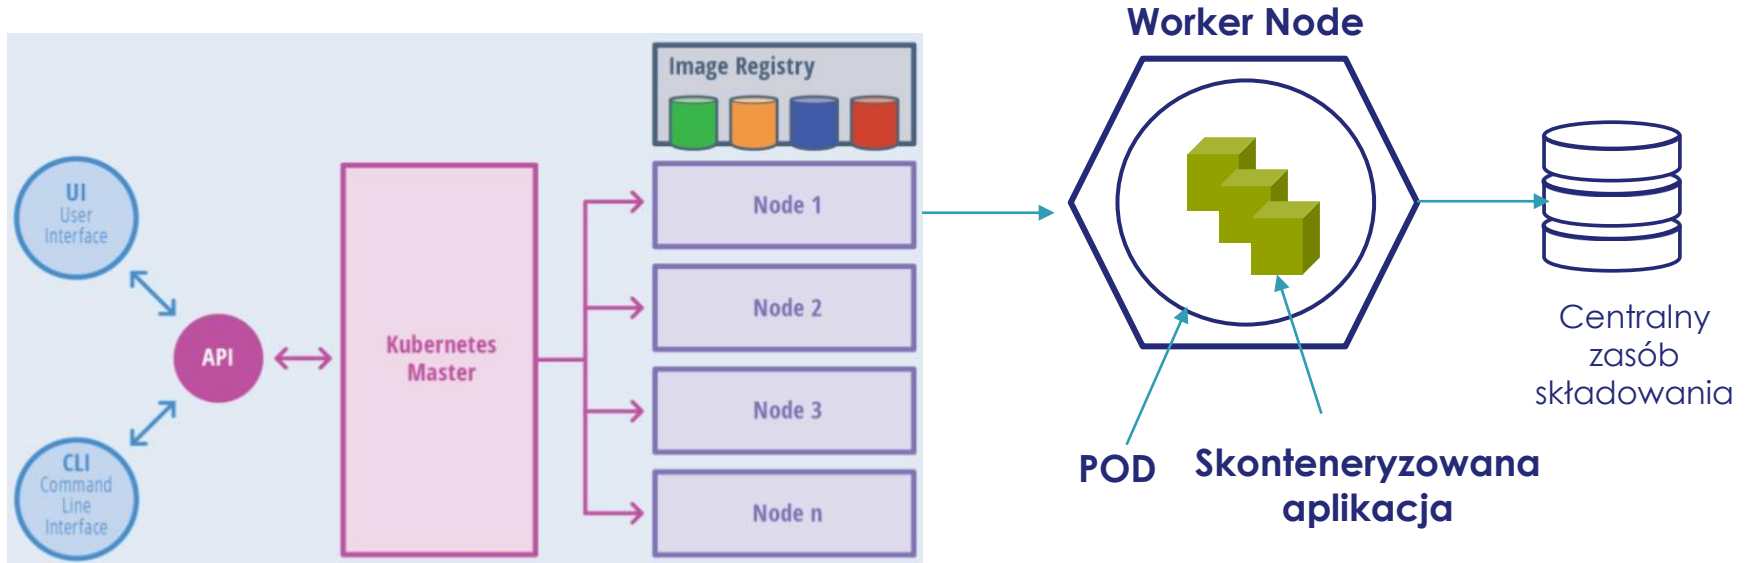 Worker Node
Image Registry
UI
User
Interface
Node 1
Node 2
API
Kubernetes
Master
Node 3
CLI
Command
Line
Interface
Node n
POD
Skonteneryzowana
aplikacja
Centralny
zasób
składowania